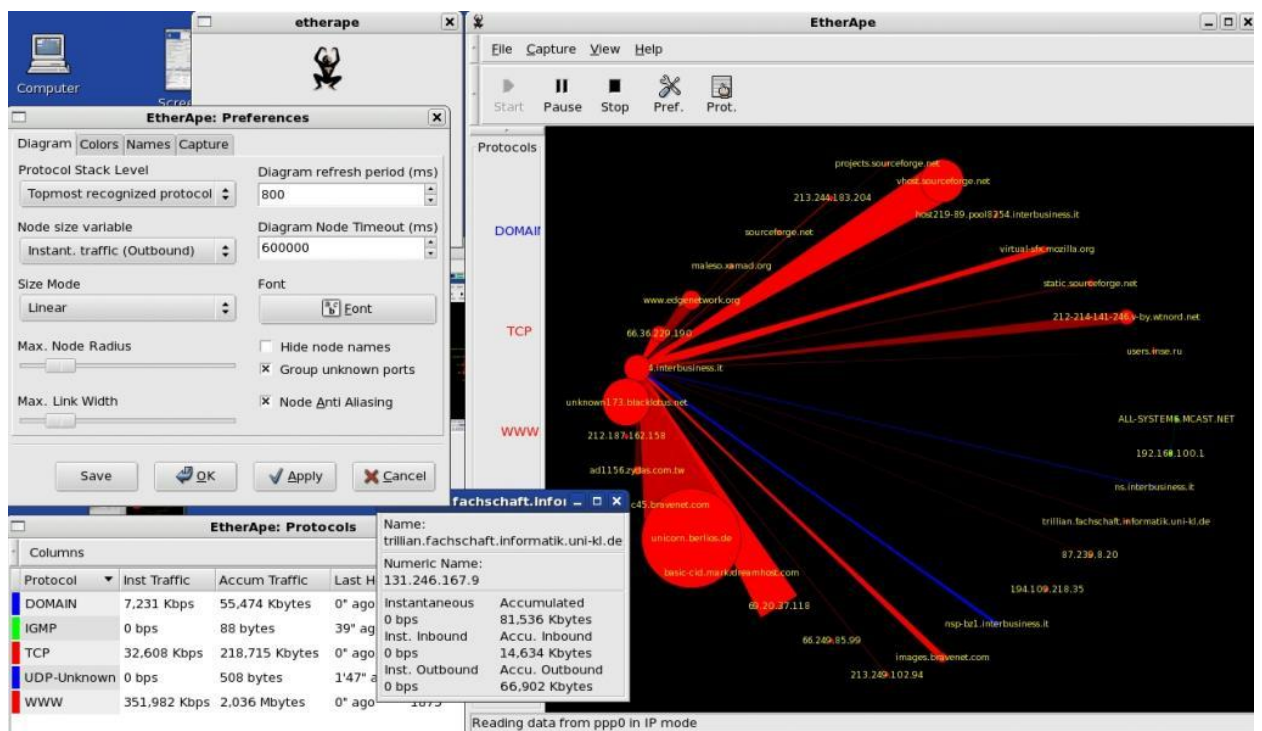 etherape
EtherApe
Computer
File Capture View Help
Start Pause Stop Pref. Prot.
EtherApe: Preferences
Diagram Colors Names Capture
Protocol Stack Level
Topmost recognized protocol
Diagram refresh period (ms)
800
Node size variable
Instant. traffic (Outbound)
Diagram Node Timeout (ms)
600000
Size Mode
Linear
Font
Font
Max. Node Radius
Hide node names
Group unknown ports
Max. Link Width
Node Anti Aliasing
Save OK Apply Cancel
Protocols
DOMAIN
TCP
WWW
projects.sourceforge.net
vhost.sourceforge.net
213.244.183.204
host219-89.pool8254.interbusiness.it
sourceforge.net
virtual-sfx.mozilla.org
maleso.xamad.org
static.sourceforge.net
www.edgenetwork.org
212-214-141-246.v-by.wtnord.net
66.36.229.190
users.inse.ru
4.interbusiness.it
unknown173.blacklotus.net
ALL-SYSTEMS.MCAST.NET
212.187.162.158
192.168.100.1
ad1156.zydas.com.tw
ns.interbusiness.it
c45.bravenet.com
trillian.fachschaft.informatik.uni-kl.de
unicorn.berlios.de
87.239.8.20
basic-cid.mark.dreamhost.com
194.109.218.35
69.20.37.118
nsp-bz1.interbusiness.it
66.249.85.99
images.bravenet.com
213.249.102.94
EtherApe: Protocols
Columns
Protocol Inst Traffic Accum Traffic Last H
DOMAIN 7,231 Kbps 55,474 Kbytes 0" ago
IGMP 0 bps 88 bytes 39" ag
TCP 32,608 Kbps 218,715 Kbytes 0" ago
UDP-Unknown 0 bps 508 bytes 1'47" a
WWW 351,982 Kbps 2,036 Mbytes 0" ago
fachschaft.infor
Name:
trillian.fachschaft.informatik.uni-kl.de
Numeric Name:
131.246.167.9
Instantaneous Accumulated
0 bps 81,536 Kbytes
Inst. Inbound Accu. Inbound
0 bps 14,634 Kbytes
Inst. Outbound Accu. Outbound
0 bps 66,902 Kbytes
Reading data from ppp0 in IP mode